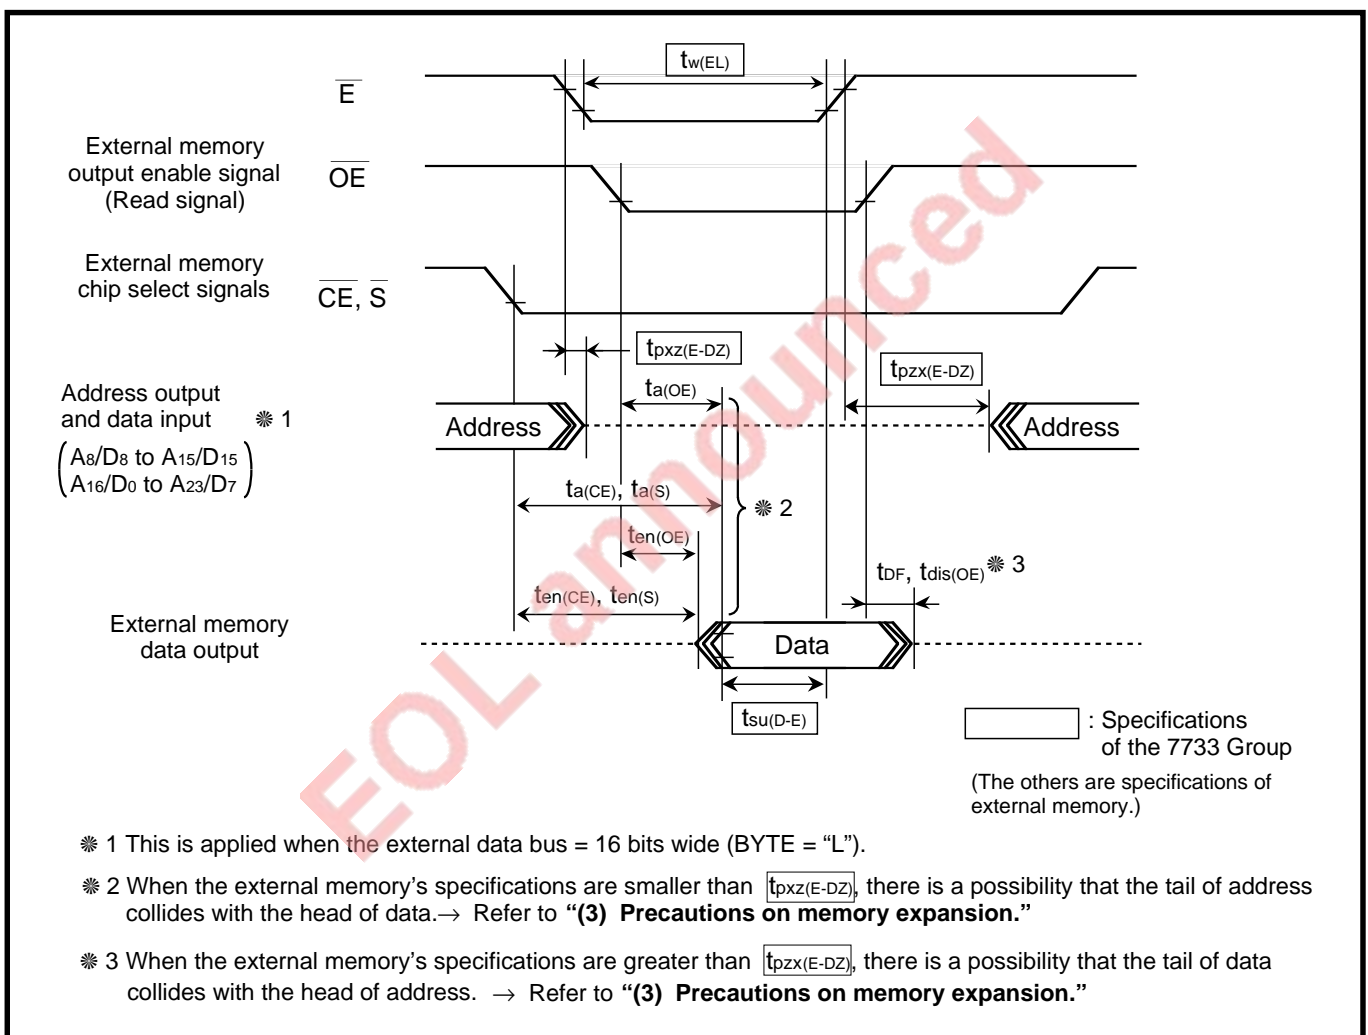 tw(EL)
E
External memory
output enable signal
(Read signal)
OE
External memory
chip select signals
CE, S
tpxz(E-DZ)
tpzx(E-DZ)
ta(OE)
Address output
and data input ※ 1
A8/D8 to A15/D15
A16/D0 to A23/D7
Address
Address
ta(CE), ta(S)
※ 2
ten(OE)
tDF, tdis(OE) ※ 3
ten(CE), ten(S)
External memory
data output
Data
tsu(D-E)
: Specifications
of the 7733 Group
(The others are specifications of
external memory.)
EOL announced
※ 1 This is applied when the external data bus = 16 bits wide (BYTE = “L”).
※ 2 When the external memory’s specifications are smaller than tpxz(E-DZ), there is a possibility that the tail of address
collides with the head of data.→ Refer to “(3) Precautions on memory expansion.”
※ 3 When the external memory’s specifications are greater than tpzx(E-DZ), there is a possibility that the tail of data
collides with the head of address. → Refer to “(3) Precautions on memory expansion.”